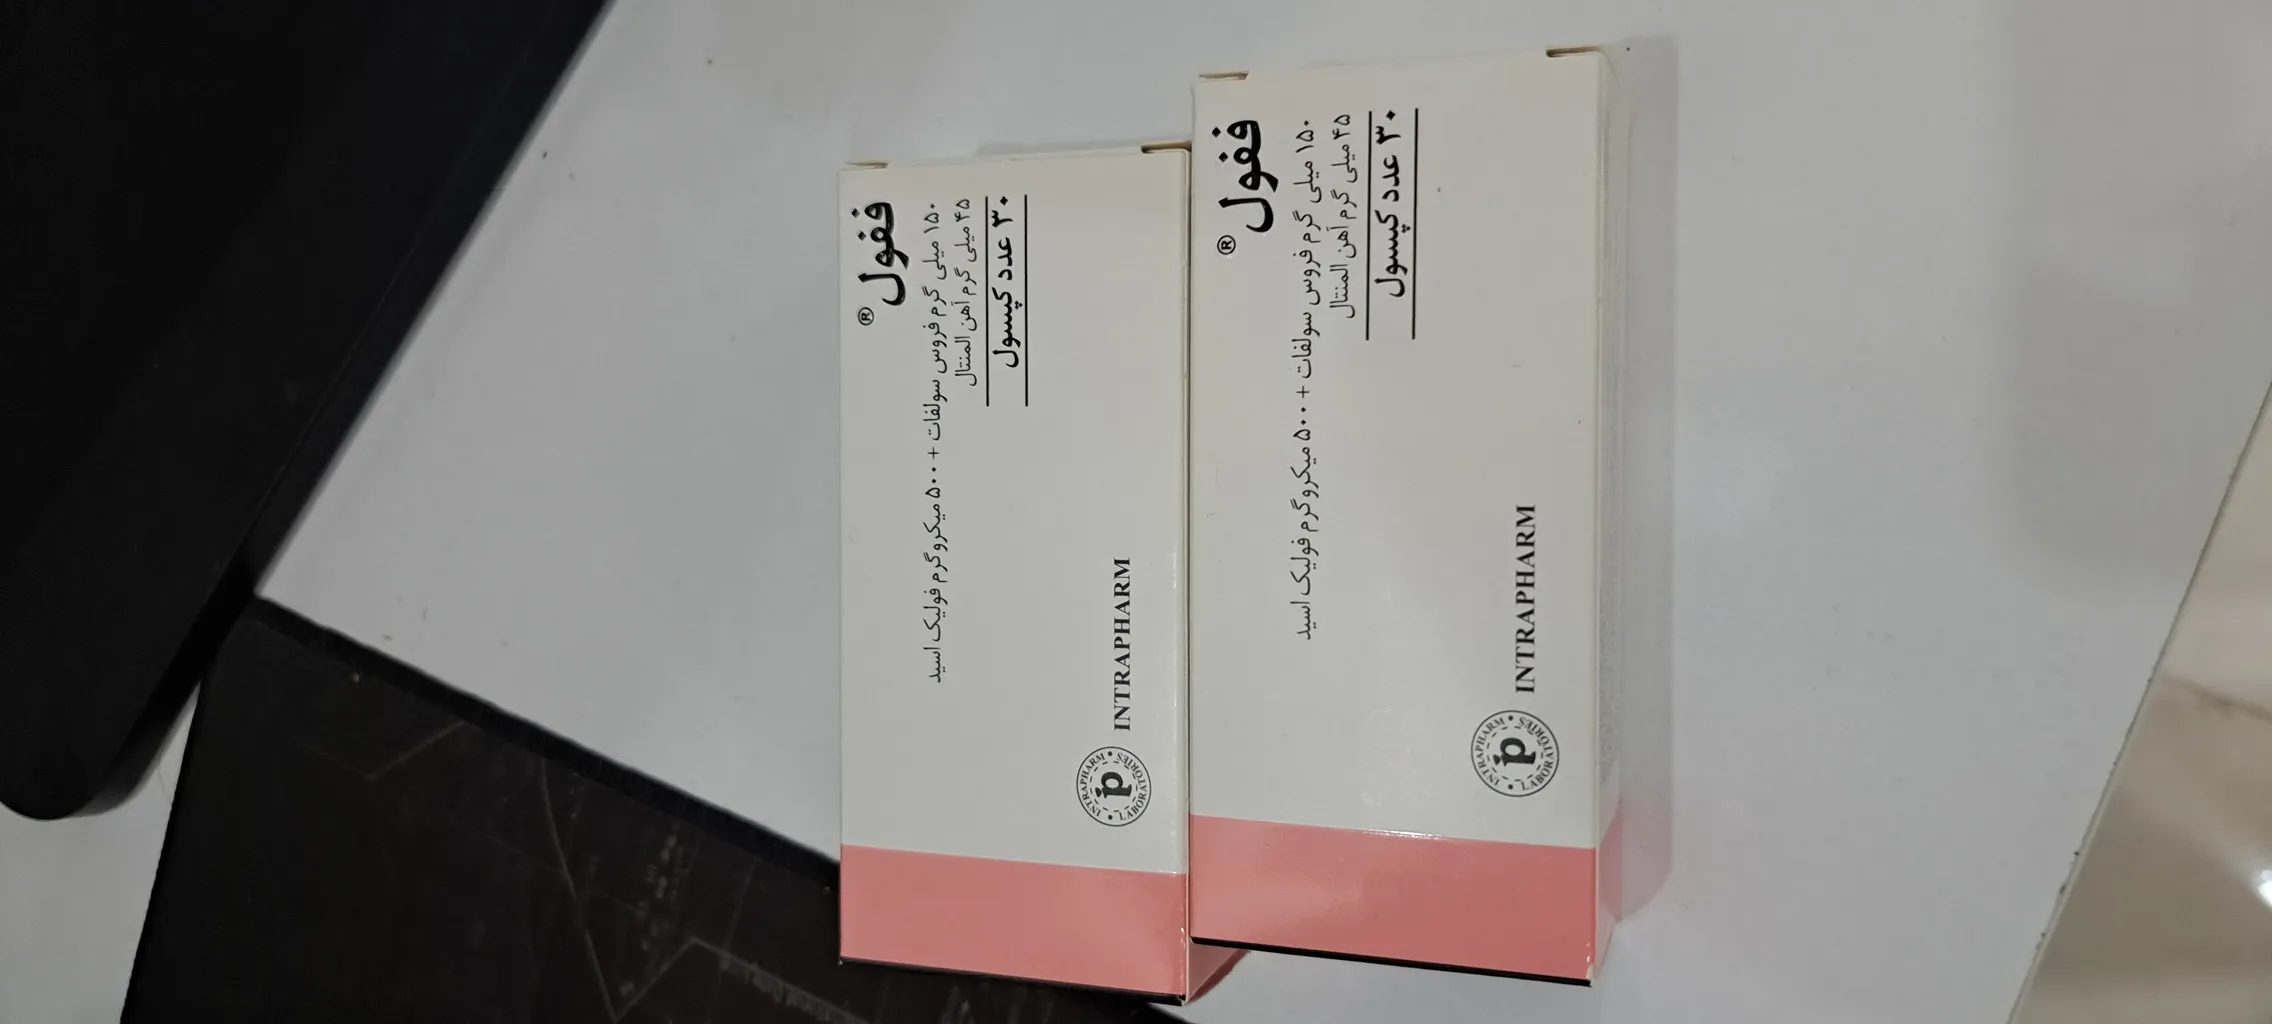 ففول®
۱۵۰ میلی گرم فروس سولفات + ۵۰۰ میکروگرم فولیک اسید
۴۵ میلی گرم آهن المنتال
۳۰ عدد کپسول
INTRAPHARM
INTRAPHARM
LABORATORIES
ip
ففول®
۱۵۰ میلی گرم فروس سولفات + ۵۰۰ میکروگرم فولیک اسید
۴۵ میلی گرم آهن المنتال
۳۰ عدد کپسول
INTRAPHARM
INTRAPHARM
LABORATORIES
ip